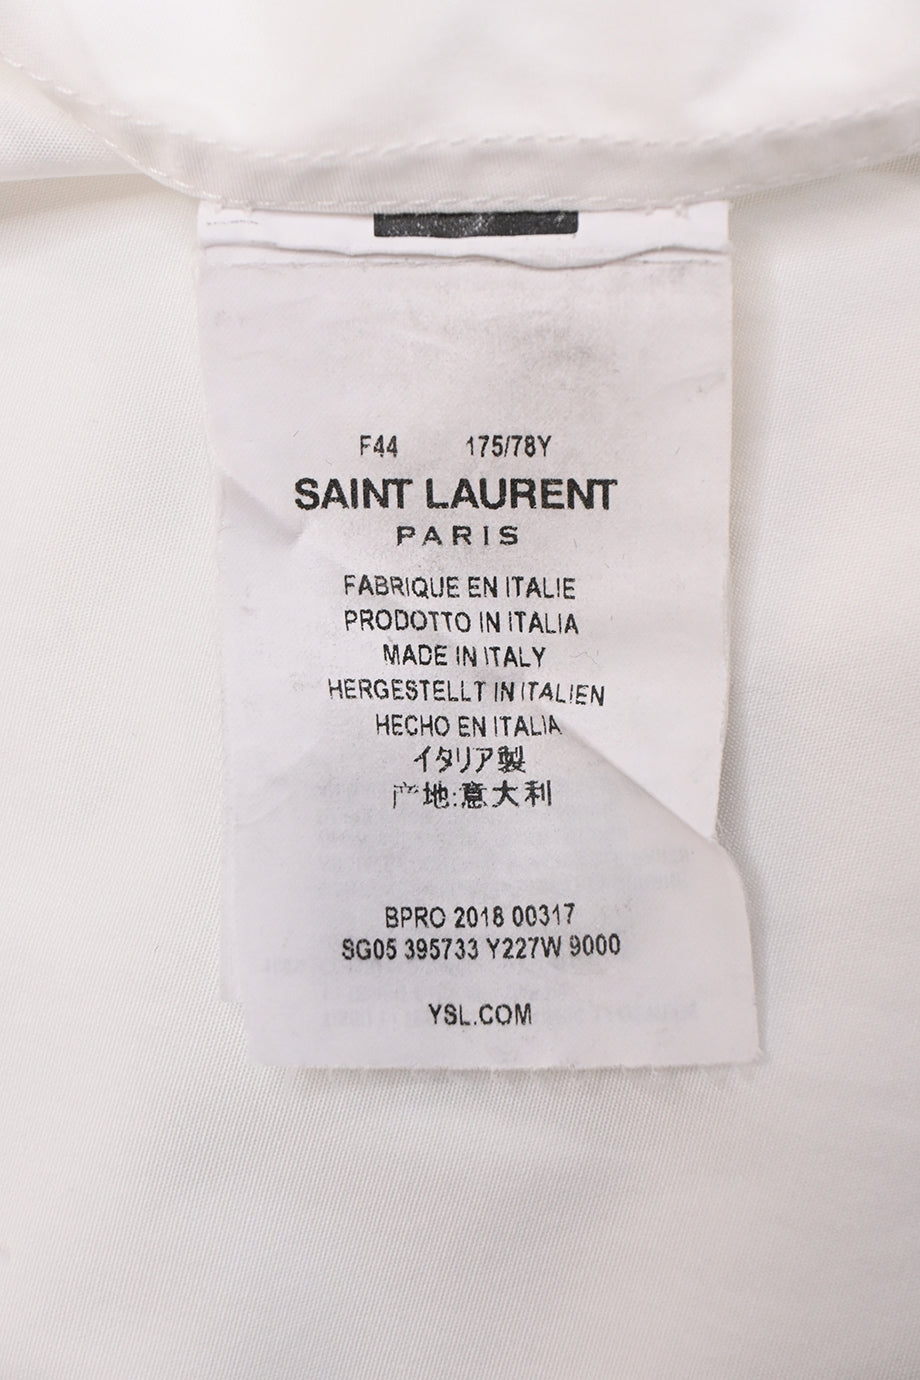 F44 175/78Y
SAINT LAURENT
PARIS
FABRIQUE EN ITALIE
PRODOTTO IN ITALIA
MADE IN ITALY
HERGESTELLT IN ITALIEN
HECHO EN ITALIA
イタリア製
产地:意大利
BPRO 2018 00317
SG05 395733 Y227W 9000
YSL.COM